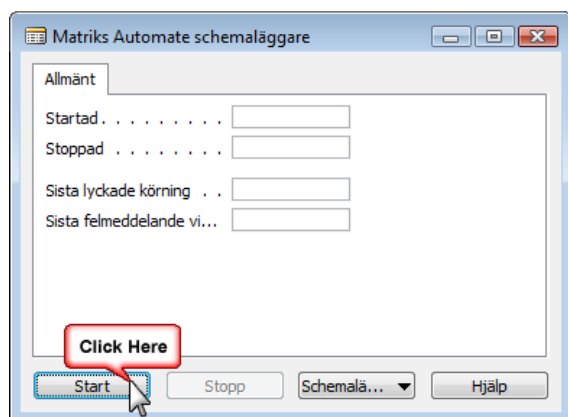 Matriks Automate schemaläggare
Allmänt
Startad . . . . . . . . .
Stoppad . . . . . . . .
Sista lyckade körning . .
Sista felmeddelande vi...
Click Here
Start Stopp Schemalä... Hjälp